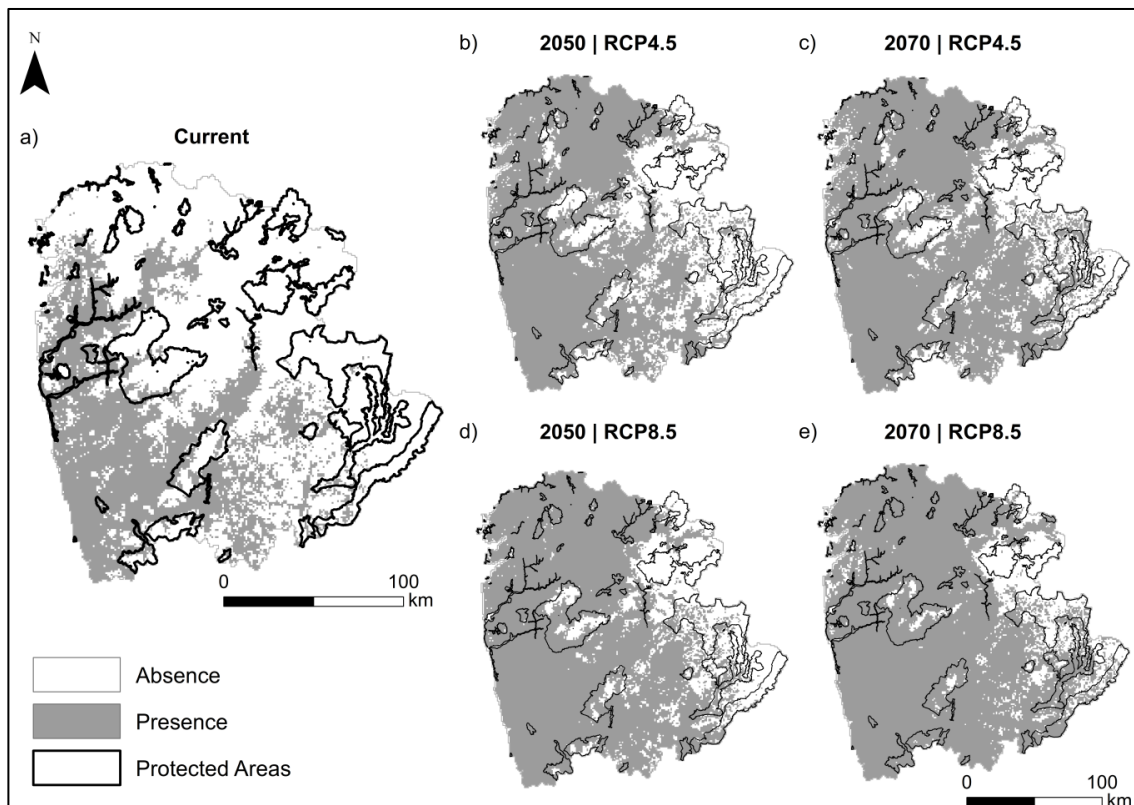 N
a)
Current
b)
2050 | RCP4.5
c)
2070 | RCP4.5
d)
2050 | RCP8.5
e)
2070 | RCP8.5
0
100
km
Absence
Presence
Protected Areas
0
100
km